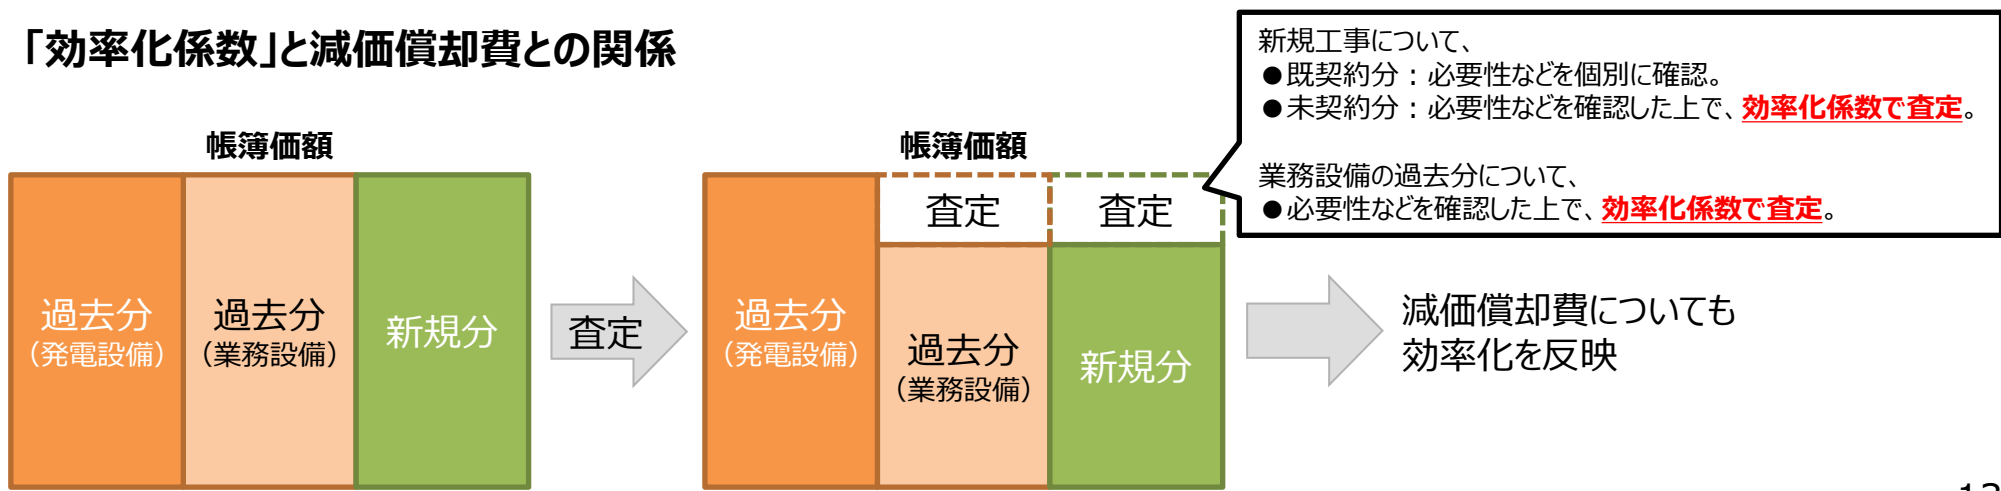 「効率化係数」と減価償却費との関係
新規工事について、
●既契約分：必要性などを個別に確認。
●未契約分：必要性などを確認した上で、効率化係数で査定。
業務設備の過去分について、
●必要性などを確認した上で、効率化係数で査定。
帳簿価額
過去分
（発電設備）
過去分
（業務設備）
新規分
査定
帳簿価額
査定
査定
過去分
（発電設備）
過去分
（業務設備）
新規分
減価償却費についても
効率化を反映